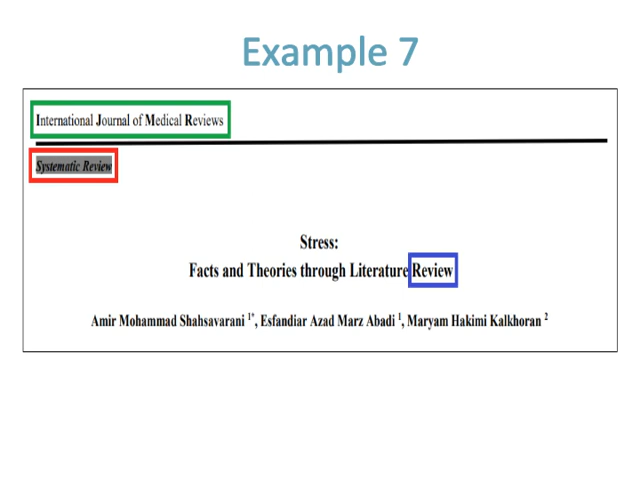 Example 7
International Journal of Medical Reviews
Systematic Review
Stress:
Facts and Theories through Literature Review
Amir Mohammad Shahsavarani 1*, Esfandiar Azad Marz Abadi 1, Maryam Hakimi Kalkhoran 2